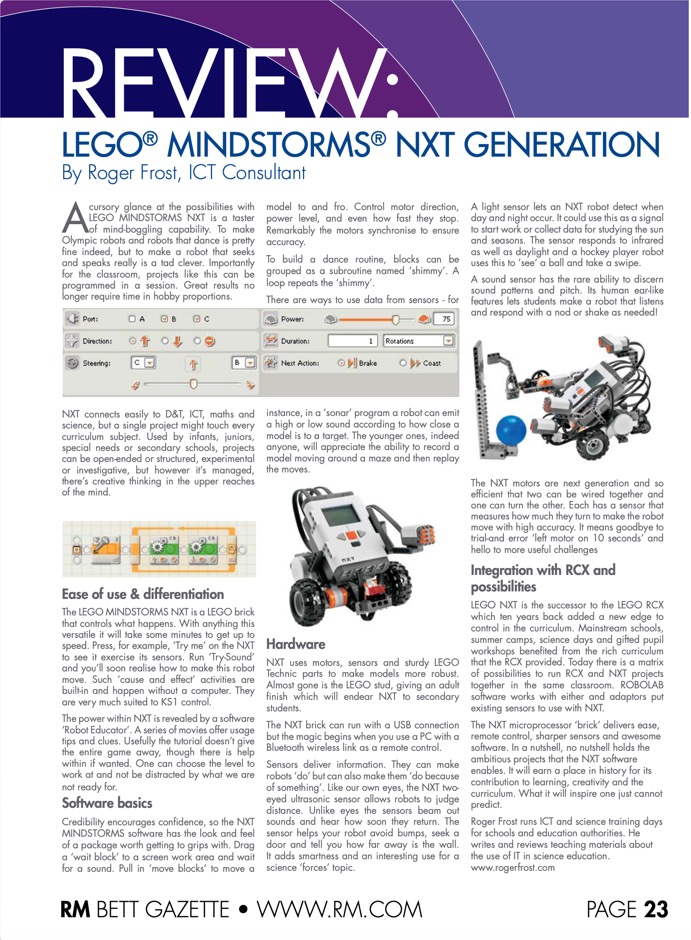 REVIEW:
LEGO® MINDSTORMS® NXT GENERATION
By Roger Frost, ICT Consultant
A cursory glance at the possibilities with
LEGO MINDSTORMS NXT is a taster
of mind-boggling capability. To make
Olympic robots and robots that dance is pretty
fine indeed, but to make a robot that seeks
and speaks really is a tad clever. Importantly
for the classroom, projects like this can be
programmed in a session. Great results no
longer require time in hobby proportions.
Port:
A
B
C
Direction:
Steering:
C
B
Power:
75
Duration:
1
Rotations
Next Action:
Brake
Coast
NXT connects easily to D&T, ICT, maths and
science, but a single project might touch every
curriculum subject. Used by infants, juniors,
special needs or secondary schools, projects
can be open-ended or structured, experimental
or investigative, but however it's managed,
there's creative thinking in the upper reaches
of the mind.
Ease of use & differentiation
The LEGO MINDSTORMS NXT is a LEGO brick
that controls what happens. With anything this
versatile it will take some minutes to get up to
speed. Press, for example, 'Try me' on the NXT
to see it exercise its sensors. Run 'Try-Sound'
and you'll soon realise how to make this robot
move. Such 'cause and effect' activities are
built-in and happen without a computer. They
are very much suited to KS1 control.
The power within NXT is revealed by a software
'Robot Educator'. A series of movies offer usage
tips and clues. Usefully the tutorial doesn't give
the entire game away, though there is help
within if wanted. One can choose the level to
work at and not be distracted by what we are
not ready for.
Software basics
Credibility encourages confidence, so the NXT
MINDSTORMS software has the look and feel
of a package worth getting to grips with. Drag
a 'wait block' to a screen work area and wait
for a sound. Pull in 'move blocks' to move a
model to and fro. Control motor direction,
power level, and even how fast they stop.
Remarkably the motors synchronise to ensure
accuracy.
To build a dance routine, blocks can be
grouped as a subroutine named 'shimmy'. A
loop repeats the 'shimmy'.
There are ways to use data from sensors - for
instance, in a 'sonar' program a robot can emit
a high or low sound according to how close a
model is to a target. The younger ones, indeed
anyone, will appreciate the ability to record a
model moving around a maze and then replay
the moves.
NXT
Hardware
NXT uses motors, sensors and sturdy LEGO
Technic parts to make models more robust.
Almost gone is the LEGO stud, giving an adult
finish which will endear NXT to secondary
students.
The NXT brick can run with a USB connection
but the magic begins when you use a PC with a
Bluetooth wireless link as a remote control.
Sensors deliver information. They can make
robots 'do' but can also make them 'do because
of something'. Like our own eyes, the NXT two-
eyed ultrasonic sensor allows robots to judge
distance. Unlike eyes the sensors beam out
sounds and hear how soon they return. The
sensor helps your robot avoid bumps, seek a
door and tell you how far away is the wall.
It adds smartness and an interesting use for a
science 'forces' topic.
A light sensor lets an NXT robot detect when
day and night occur. It could use this as a signal
to start work or collect data for studying the sun
and seasons. The sensor responds to infrared
as well as daylight and a hockey player robot
uses this to 'see' a ball and take a swipe.
A sound sensor has the rare ability to discern
sound patterns and pitch. Its human ear-like
features lets students make a robot that listens
and respond with a nod or shake as needed!
The NXT motors are next generation and so
efficient that two can be wired together and
one can turn the other. Each has a sensor that
measures how much they turn to make the robot
move with high accuracy. It means goodbye to
trial-and error 'left motor on 10 seconds' and
hello to more useful challenges
Integration with RCX and
possibilities
LEGO NXT is the successor to the LEGO RCX
which ten years back added a new edge to
control in the curriculum. Mainstream schools,
summer camps, science days and gifted pupil
workshops benefited from the rich curriculum
that the RCX provided. Today there is a matrix
of possibilities to run RCX and NXT projects
together in the same classroom. ROBOLAB
software works with either and adaptors put
existing sensors to use with NXT.
The NXT microprocessor 'brick' delivers ease,
remote control, sharper sensors and awesome
software. In a nutshell, no nutshell holds the
ambitious projects that the NXT software
enables. It will earn a place in history for its
contribution to learning, creativity and the
curriculum. What it will inspire one just cannot
predict.
Roger Frost runs ICT and science training days
for schools and education authorities. He
writes and reviews teaching materials about
the use of IT in science education.
www.rogerfrost.com
RM BETT GAZETTE • WWW.RM.COM
PAGE 23